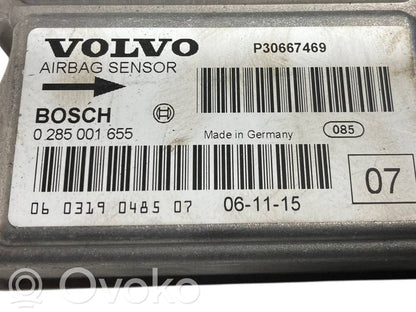 VOLVO
P30667469
AIRBAG SENSOR
BOSCH
0 285 001 655
Made in Germany
085
07
06 0319 0485 07
06-11-15
© ovoko